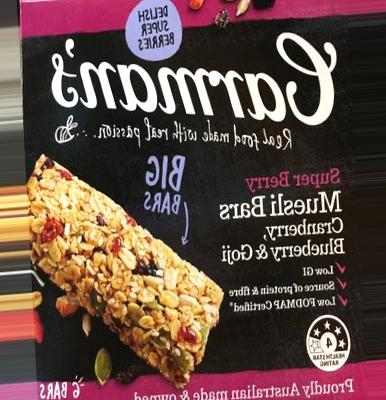 DELISH
SUPER
BERRIES
Carman's
Real food made with real passion...
BIG
BARS
Super Berry
Muesli Bars
Cranberry,
Blueberry & Goji
Low GI
Source of protein & fibre
Low FODMAP Certified
4
HEALTH STAR
RATING
6 BARS
Proudly Australian made & owned